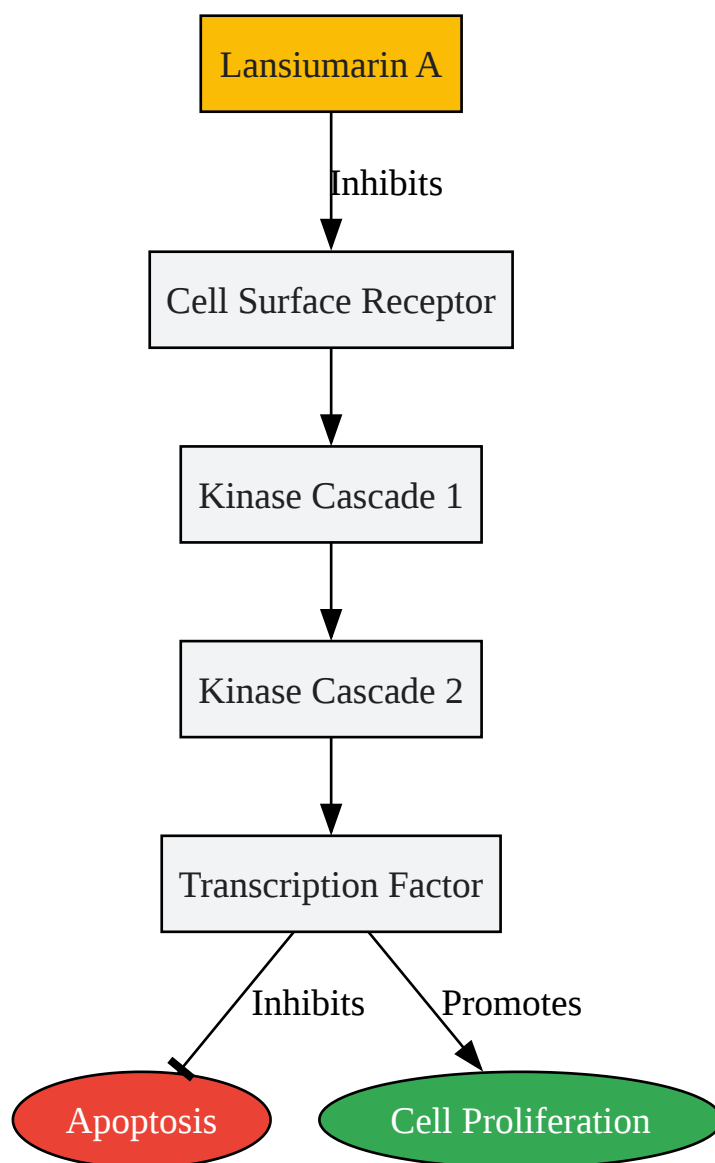 Lansiumarin A
Inhibits
Cell Surface Receptor
Kinase Cascade 1
Kinase Cascade 2
Transcription Factor
Inhibits
Promotes
Apoptosis
Cell Proliferation